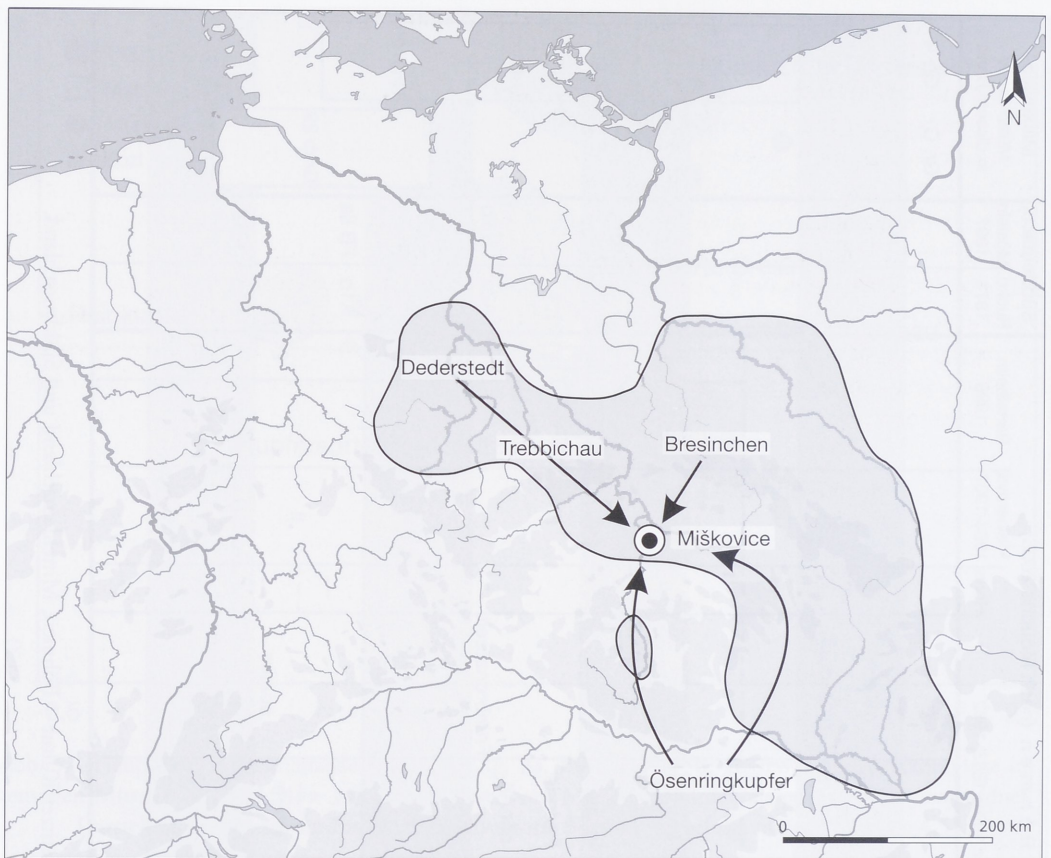 N
Dederstedt
Trebbichau
Bresinchen
Miškovice
Ösenringkupfer
0 200 km